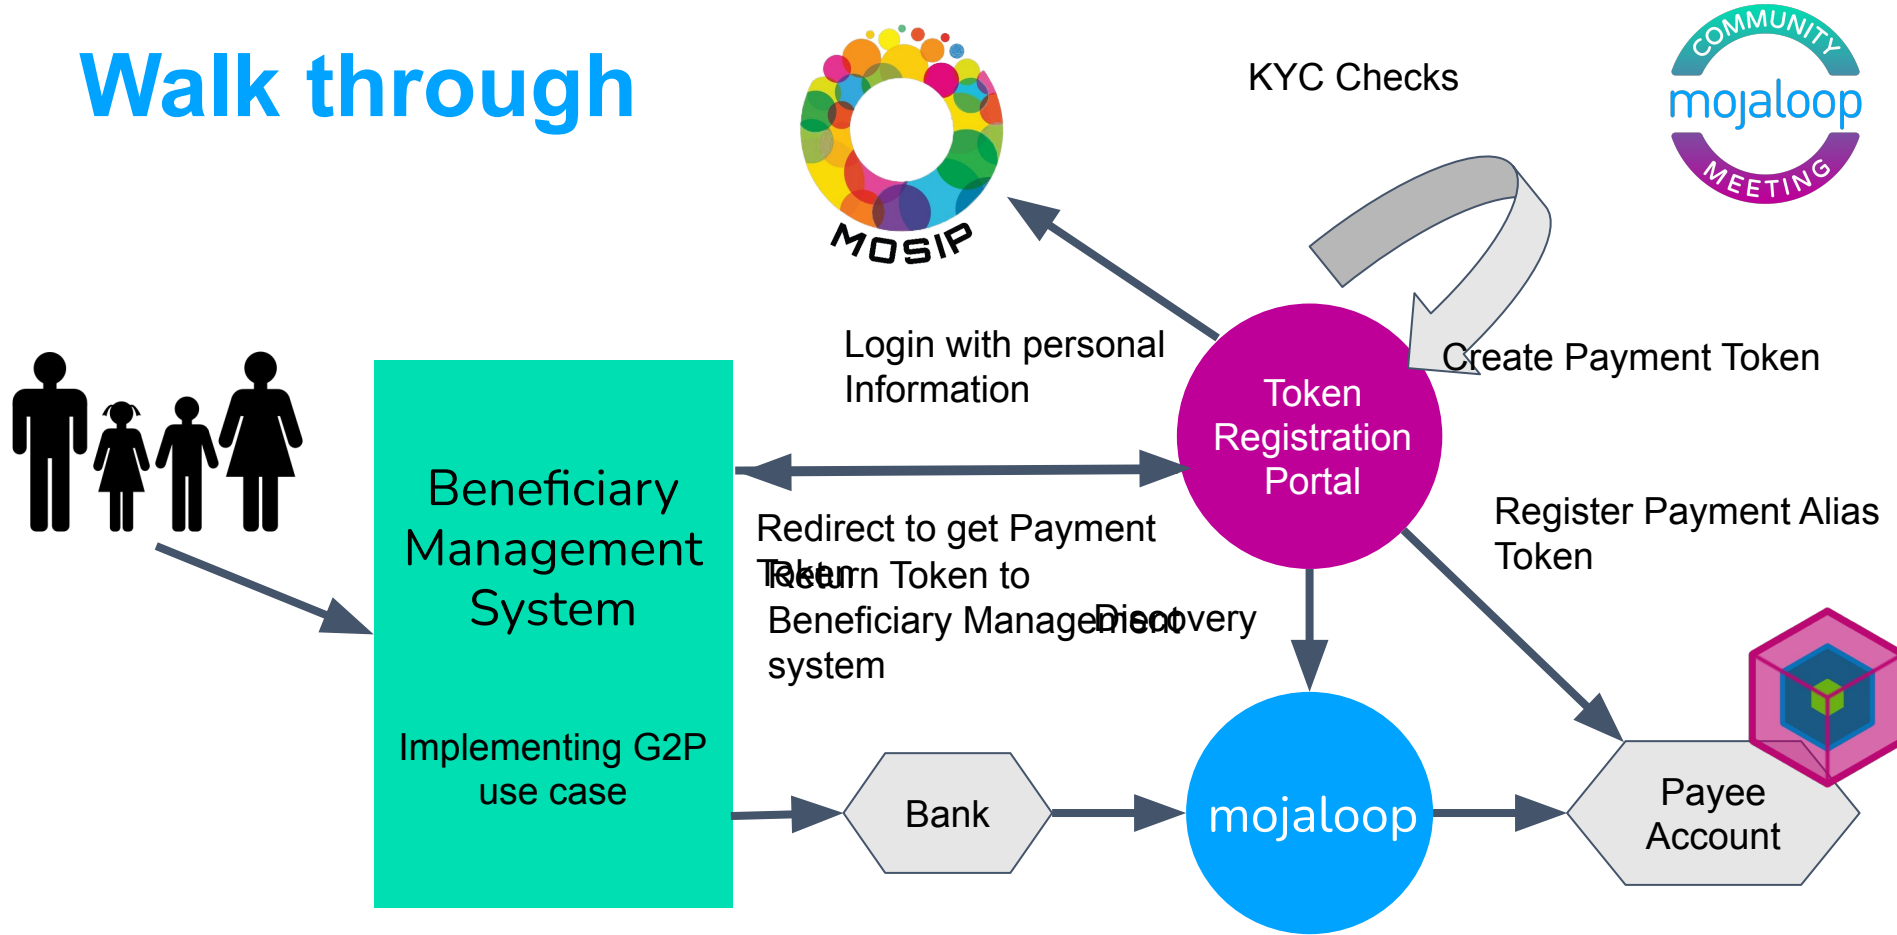 Walk through
MOSIP
KYC Checks
COMMUNITY
mojaloop
MEETING
Login with personal
Information
Create Payment Token
Token
Registration
Portal
Beneficiary
Management
System
Redirect to get Payment
Token
Return Token to
Beneficiary Management
system
Discovery
Register Payment Alias
Token
Implementing G2P
use case
Bank
mojaloop
Payee
Account